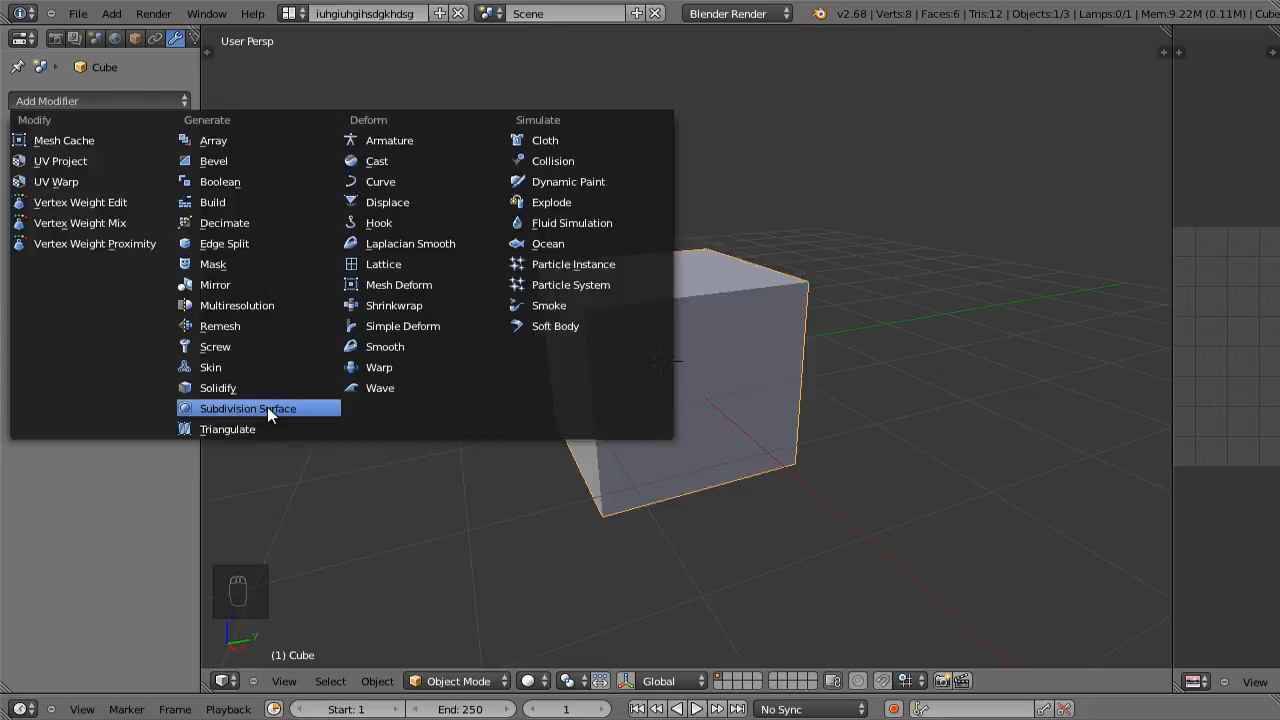 File Add Render Window Help iuhgiuhgihsdgkhdsg Scene Blender Render v2.68 | Verts:8 | Faces:6 | Tris:12 | Objects:1/3 | Lamps:0/1 | Mem:9.22M (0.11M) | Cube
User Persp
Cube
Add Modifier
Modify Generate Deform Simulate
Mesh Cache Array Armature Cloth
UV Project Bevel Cast Collision
UV Warp Boolean Curve Dynamic Paint
Vertex Weight Edit Build Displace Explode
Vertex Weight Mix Decimate Hook Fluid Simulation
Vertex Weight Proximity Edge Split Laplacian Smooth Ocean
Mask Lattice Particle Instance
Mirror Mesh Deform Particle System
Multiresolution Shrinkwrap Smoke
Remesh Simple Deform Soft Body
Screw Smooth
Skin Warp
Solidify Wave
Subdivision Surface
Triangulate
z
y
(1) Cube
View Select Object Object Mode Global View
View Marker Frame Playback Start: 1 End: 250 1 No Sync